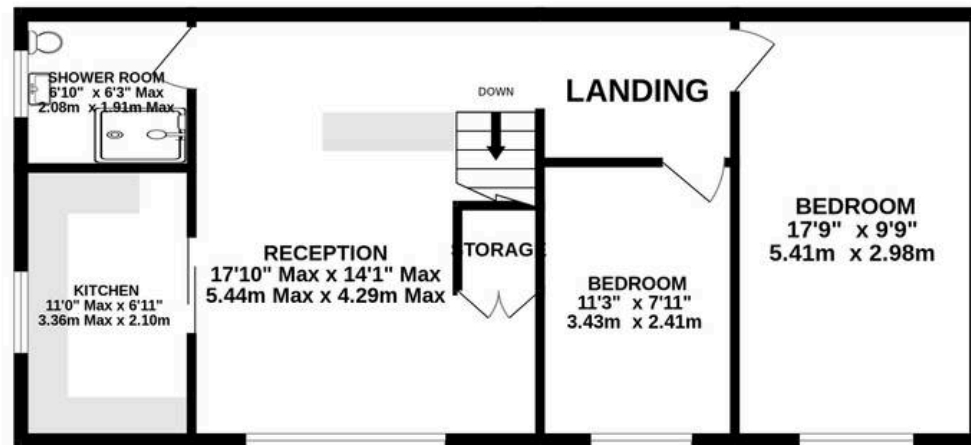 SHOWER ROOM
6'10" x 6'3" Max
2.08m x 1.91m Max
DOWN
LANDING
BEDROOM
17'9" x 9'9"
5.41m x 2.98m
RECEPTION
17'10" Max x 14'1" Max
5.44m Max x 4.29m Max
STORAGE
KITCHEN
11'0" Max x 6'11"
3.36m Max x 2.10m
BEDROOM
11'3" x 7'11"
3.43m x 2.41m